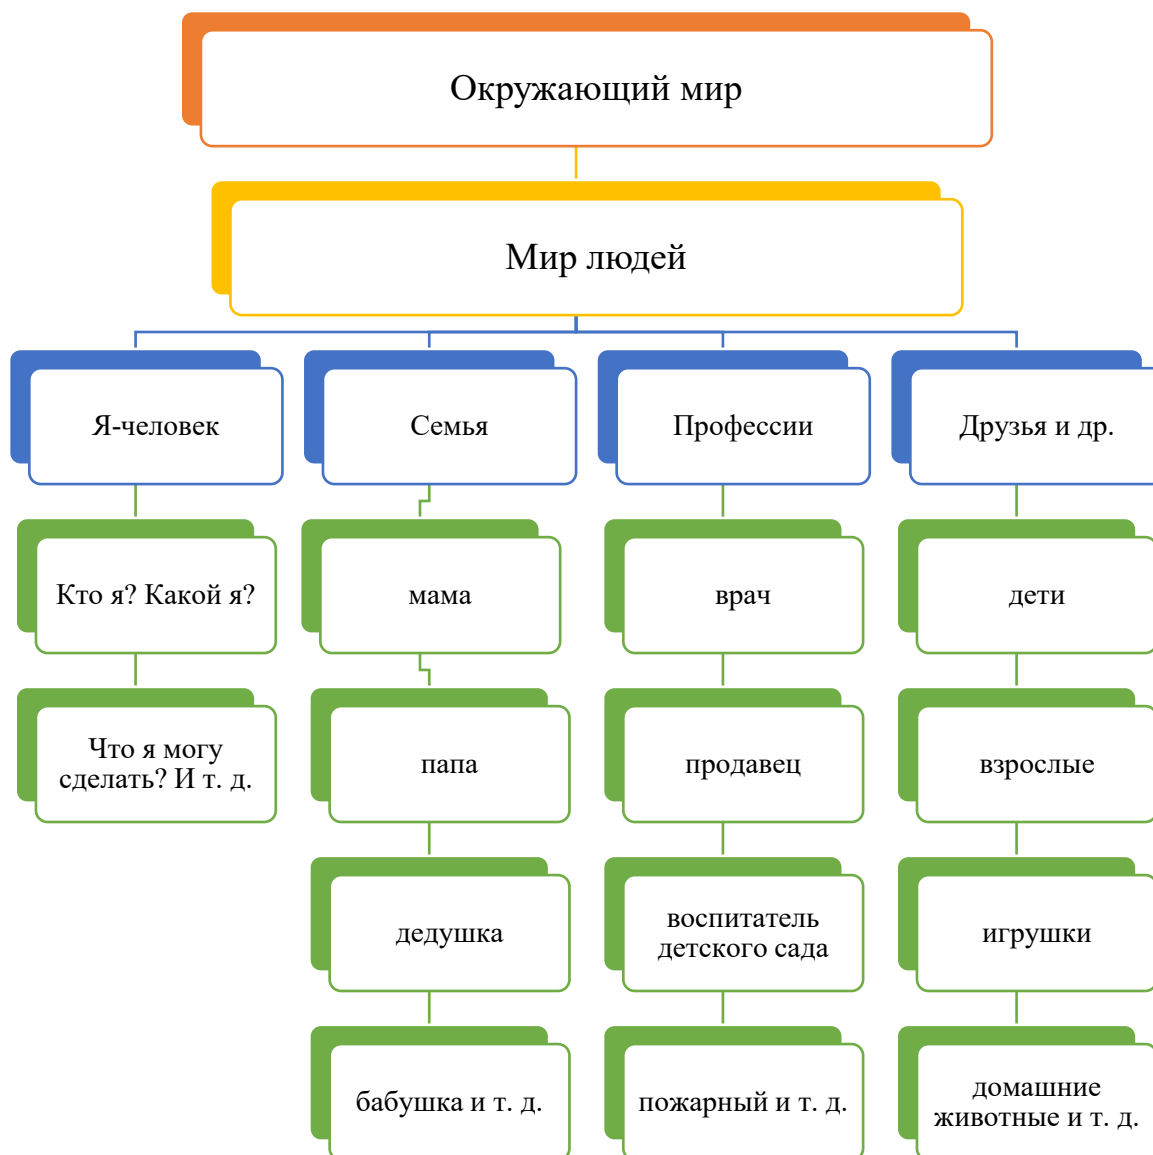 Окружающий мир
Мир людей
Я-человек
Семья
Профессии
Друзья и др.
Кто я? Какой я?
мама
врач
дети
Что я могу
сделать? И т. д.
папа
продавец
взрослые
дедушка
воспитатель
детского сада
игрушки
бабушка и т. д.
пожарный и т. д.
домашние
животные и т. д.